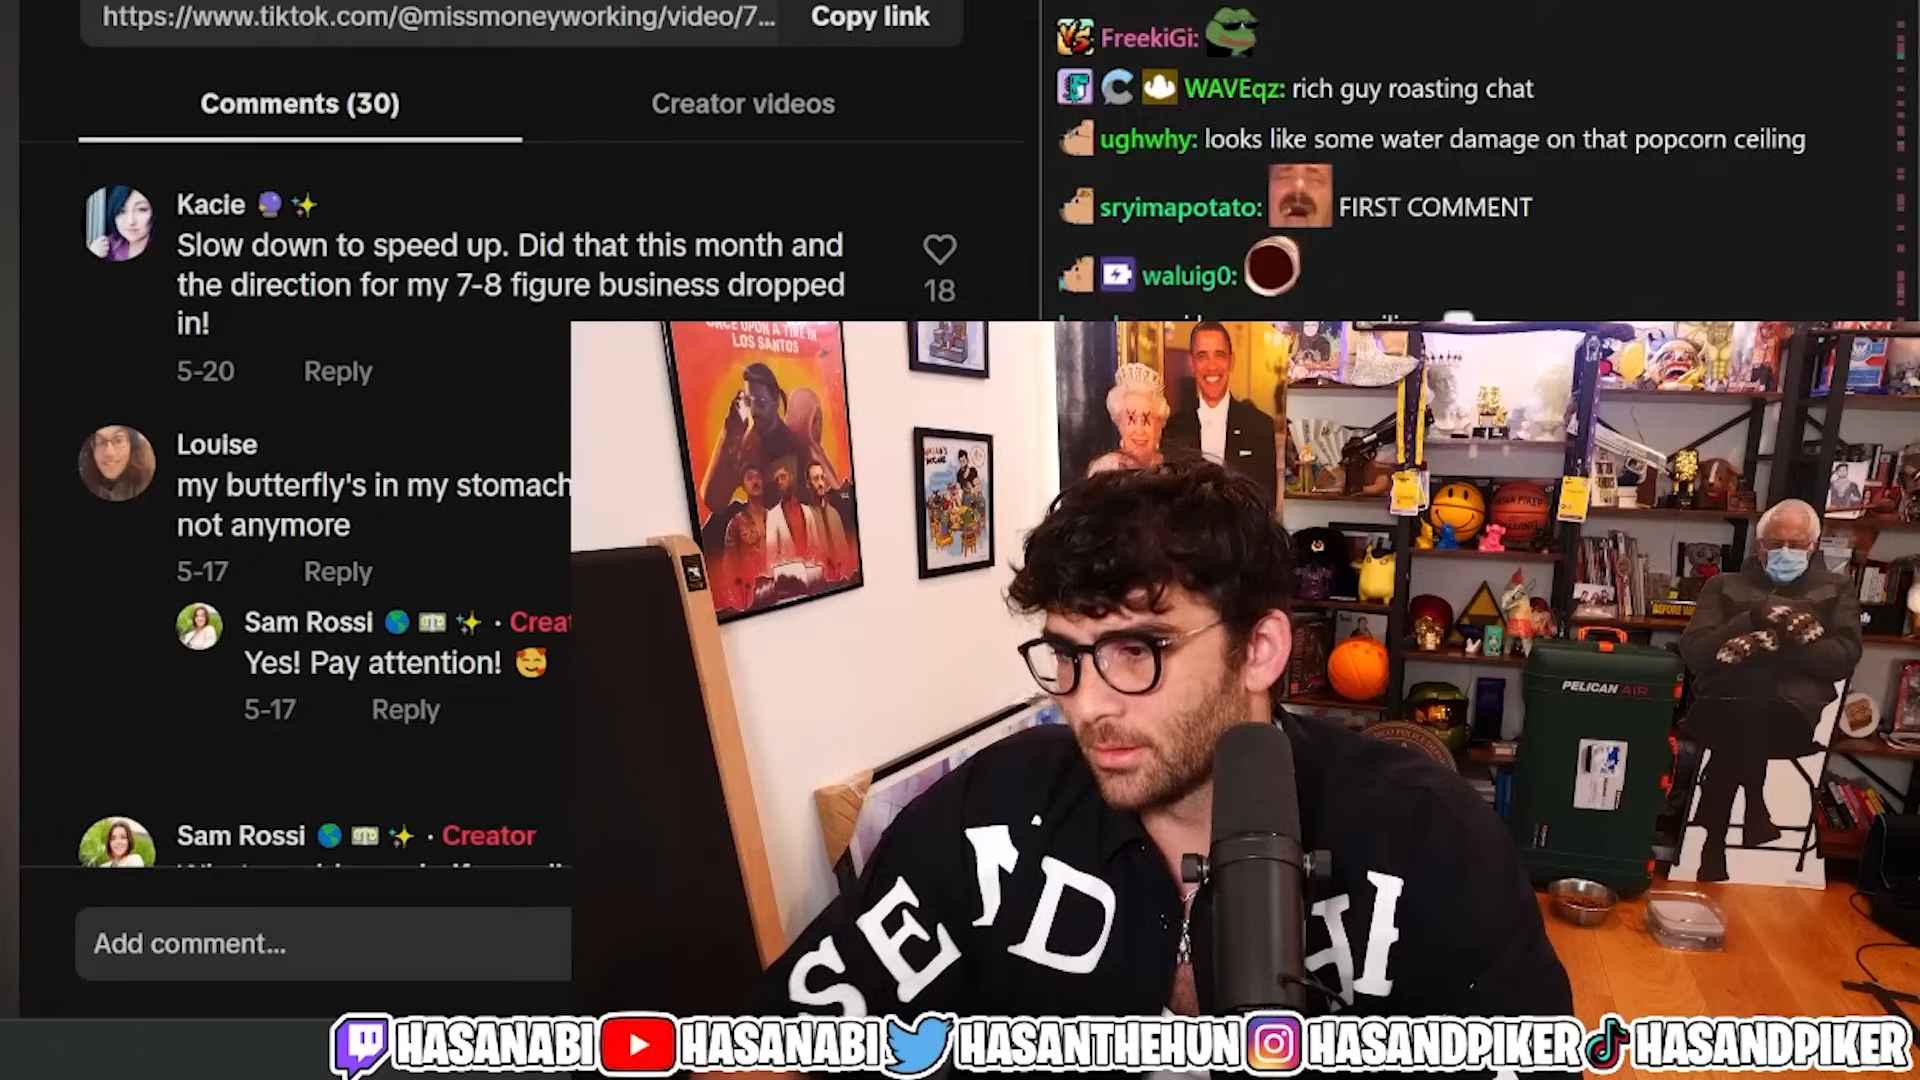 https://www.tiktok.com/@missmoneyworking/video/7...
Copy link
Comments (30)
Creator videos
Kacie
Slow down to speed up. Did that this month and
the direction for my 7-8 figure business dropped
in!
18
5-20 Reply
Louise
my butterfly's in my stomach
not anymore
5-17 Reply
Sam Rossi · Creat
Yes! Pay attention!
5-17 Reply
Sam Rossi · Creator
Add comment...
FreekiGi:
WAVEqz: rich guy roasting chat
ughwhy: looks like some water damage on that popcorn ceiling
sryimapotato: FIRST COMMENT
waluig0:
ONCE UPON A TIME IN
LOS SANTOS
PELICAN AIR
SEND
HASANABI
HASANABI
HASANTHEHUN
HASANDPIKER
HASANDPIKER